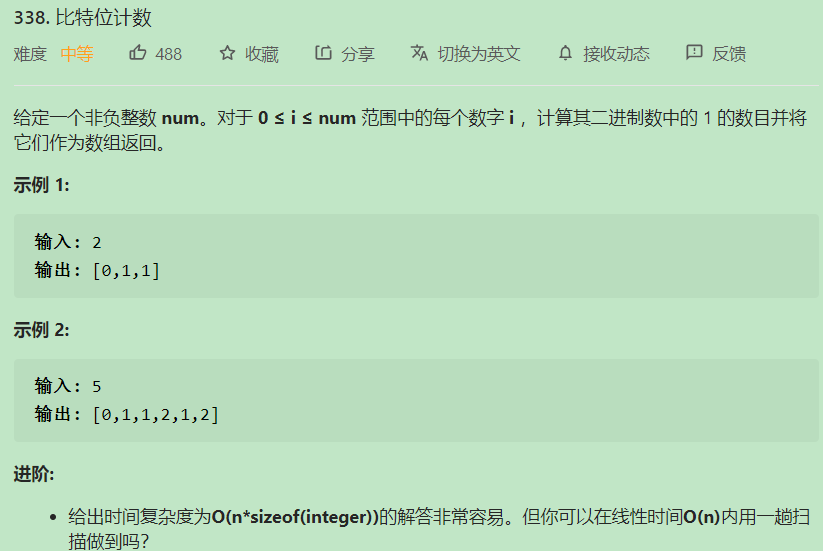 338. 比特位计数
难度 中等 488 收藏 分享 切换为英文 接收动态 反馈
给定一个非负整数 num。对于 0 ≤ i ≤ num 范围中的每个数字 i ，计算其二进制数中的 1 的数目并将
它们作为数组返回。
示例 1:
输入: 2
输出: [0,1,1]
示例 2:
输入: 5
输出: [0,1,1,2,1,2]
进阶:
• 给出时间复杂度为O(n*sizeof(integer))的解答非常容易。但你可以在线性时间O(n)内用一趟扫
描做到吗？